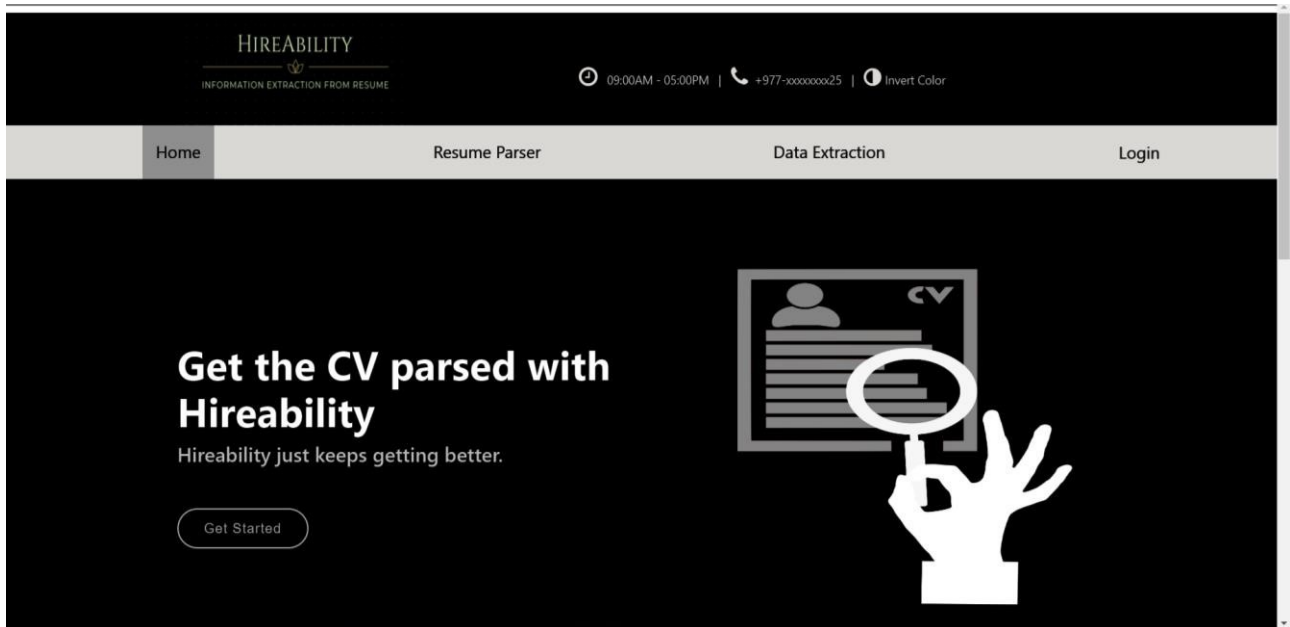 HIREABILITY
INFORMATION EXTRACTION FROM RESUME
09:00AM - 05:00PM | +977-xxxxxxxx25 | Invert Color
Home Resume Parser Data Extraction Login
CV
Get the CV parsed with
Hireability
Hireability just keeps getting better.
Get Started